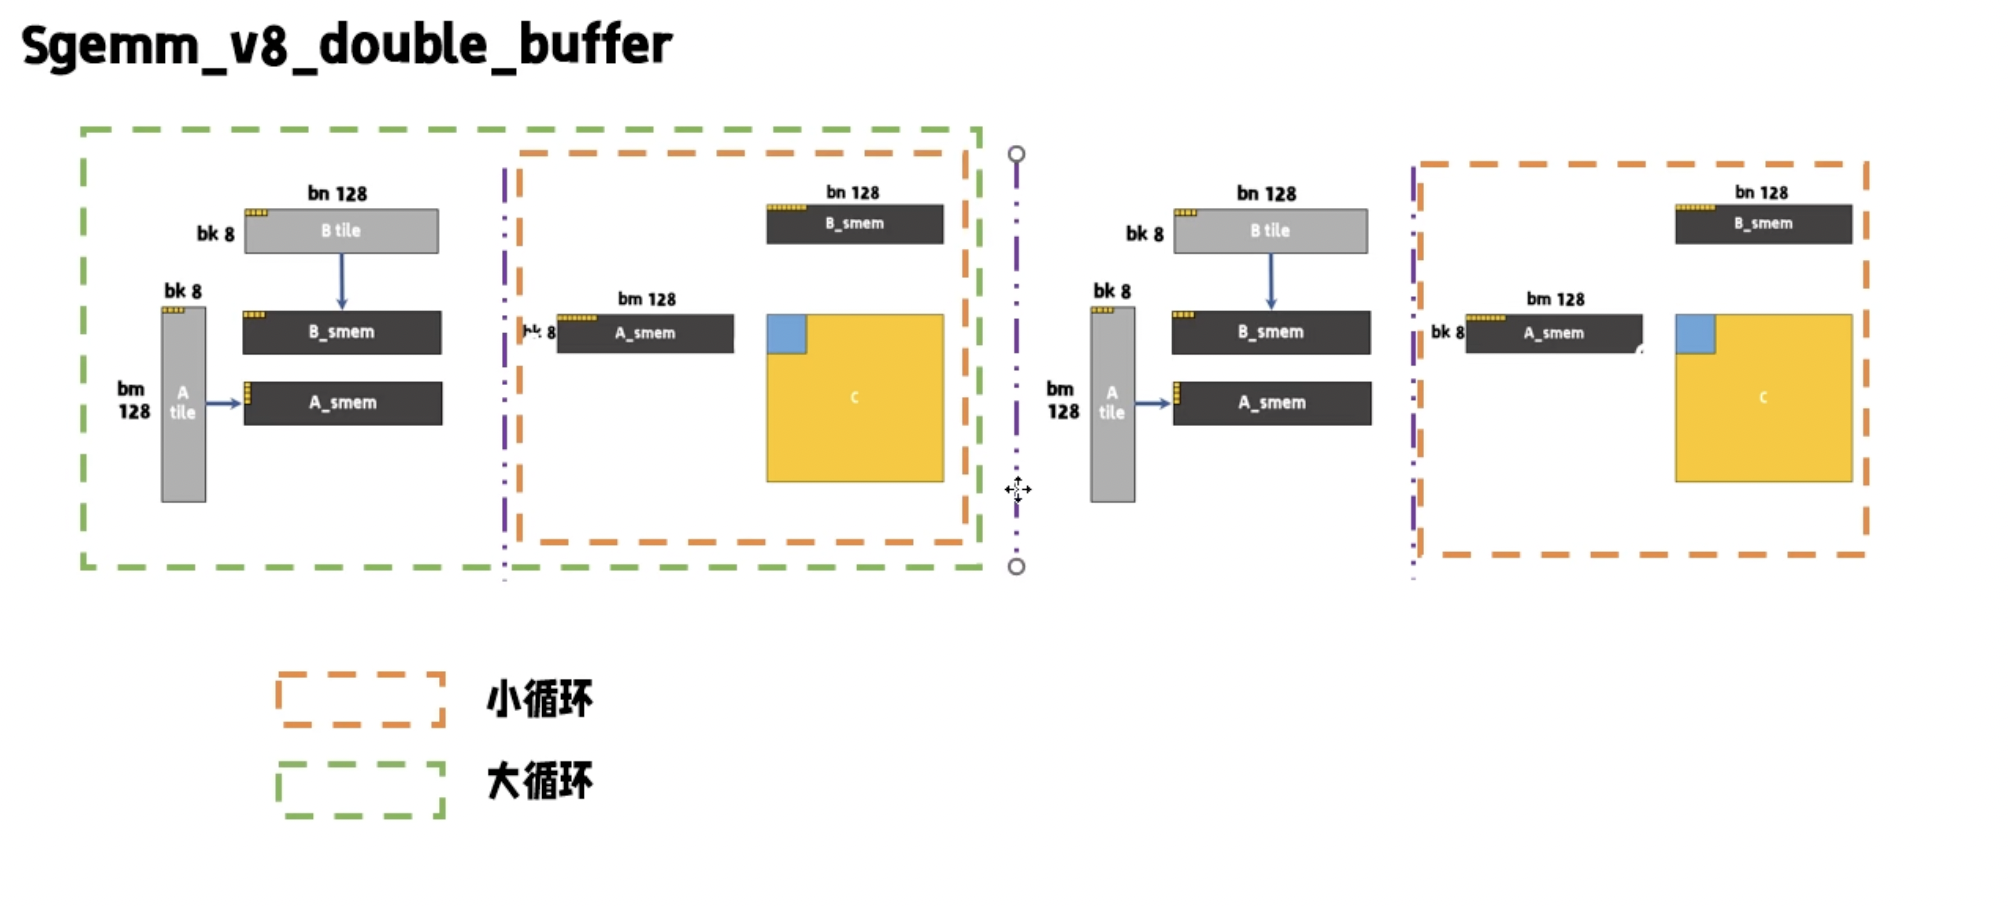 Sgemm_v8_double_buffer
bn 128
bk 8
B tile
bk 8
B_smem
bm
128
A
tile
A_smem
bn 128
B_smem
bm 128
bk 8
A_smem
C
bn 128
bk 8
B tile
bk 8
B_smem
bm
128
A
tile
A_smem
bn 128
B_smem
bm 128
bk 8
A_smem
C
小循环
大循环